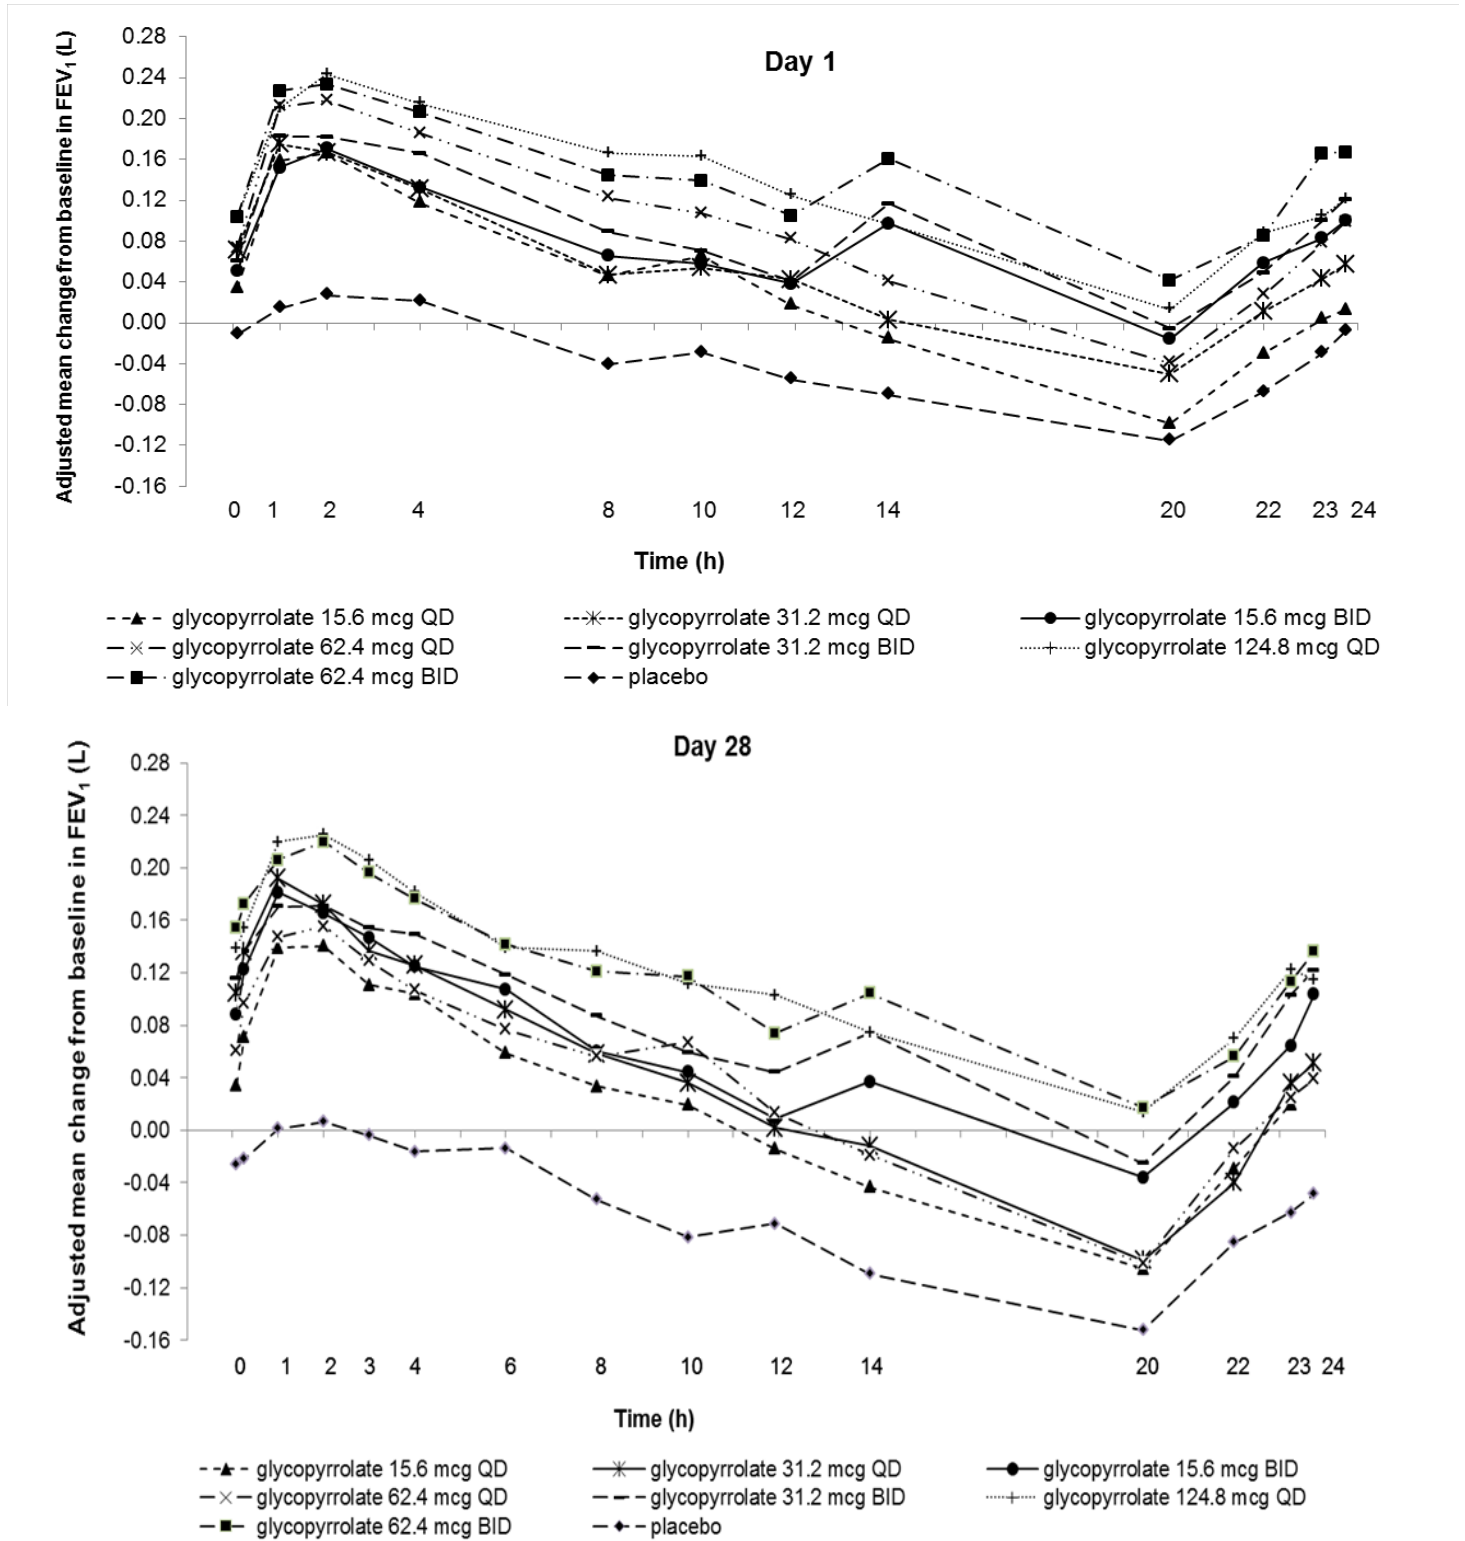 Day 1
Adjusted mean change from baseline in FEV1 (L)
0.28
0.24
0.20
0.16
0.12
0.08
0.04
0.00
-0.04
-0.08
-0.12
-0.16
0 1 2 4 8 10 12 14 20 22 23 24
Time (h)
glycopyrrolate 15.6 mcg QD glycopyrrolate 31.2 mcg QD glycopyrrolate 15.6 mcg BID
glycopyrrolate 62.4 mcg QD glycopyrrolate 31.2 mcg BID glycopyrrolate 124.8 mcg QD
glycopyrrolate 62.4 mcg BID placebo
Day 28
Adjusted mean change from baseline in FEV1 (L)
0.28
0.24
0.20
0.16
0.12
0.08
0.04
0.00
-0.04
-0.08
-0.12
-0.16
0 1 2 3 4 6 8 10 12 14 20 22 23 24
Time (h)
glycopyrrolate 15.6 mcg QD glycopyrrolate 31.2 mcg QD glycopyrrolate 15.6 mcg BID
glycopyrrolate 62.4 mcg QD glycopyrrolate 31.2 mcg BID glycopyrrolate 124.8 mcg QD
glycopyrrolate 62.4 mcg BID placebo